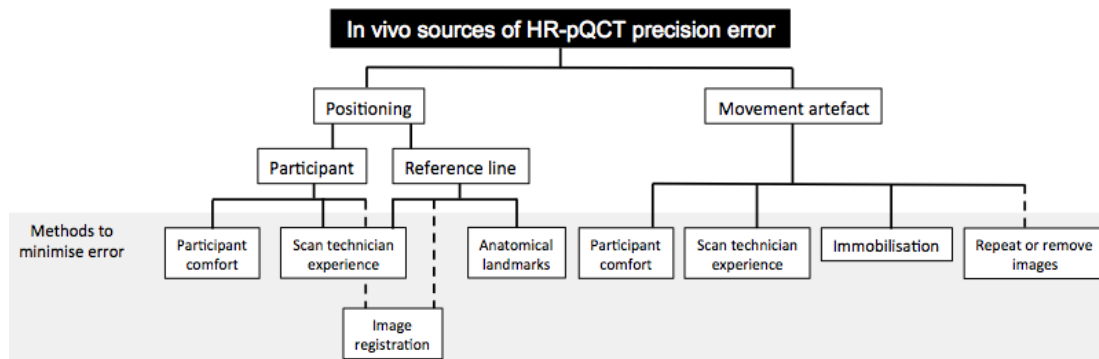 In vivo sources of HR-pQCT precision error
Positioning
Movement artefact
Participant
Reference line
Methods to
minimise error
Participant
comfort
Scan technician
experience
Anatomical
landmarks
Participant
comfort
Scan technician
experience
Immobilisation
Repeat or remove
images
Image
registration